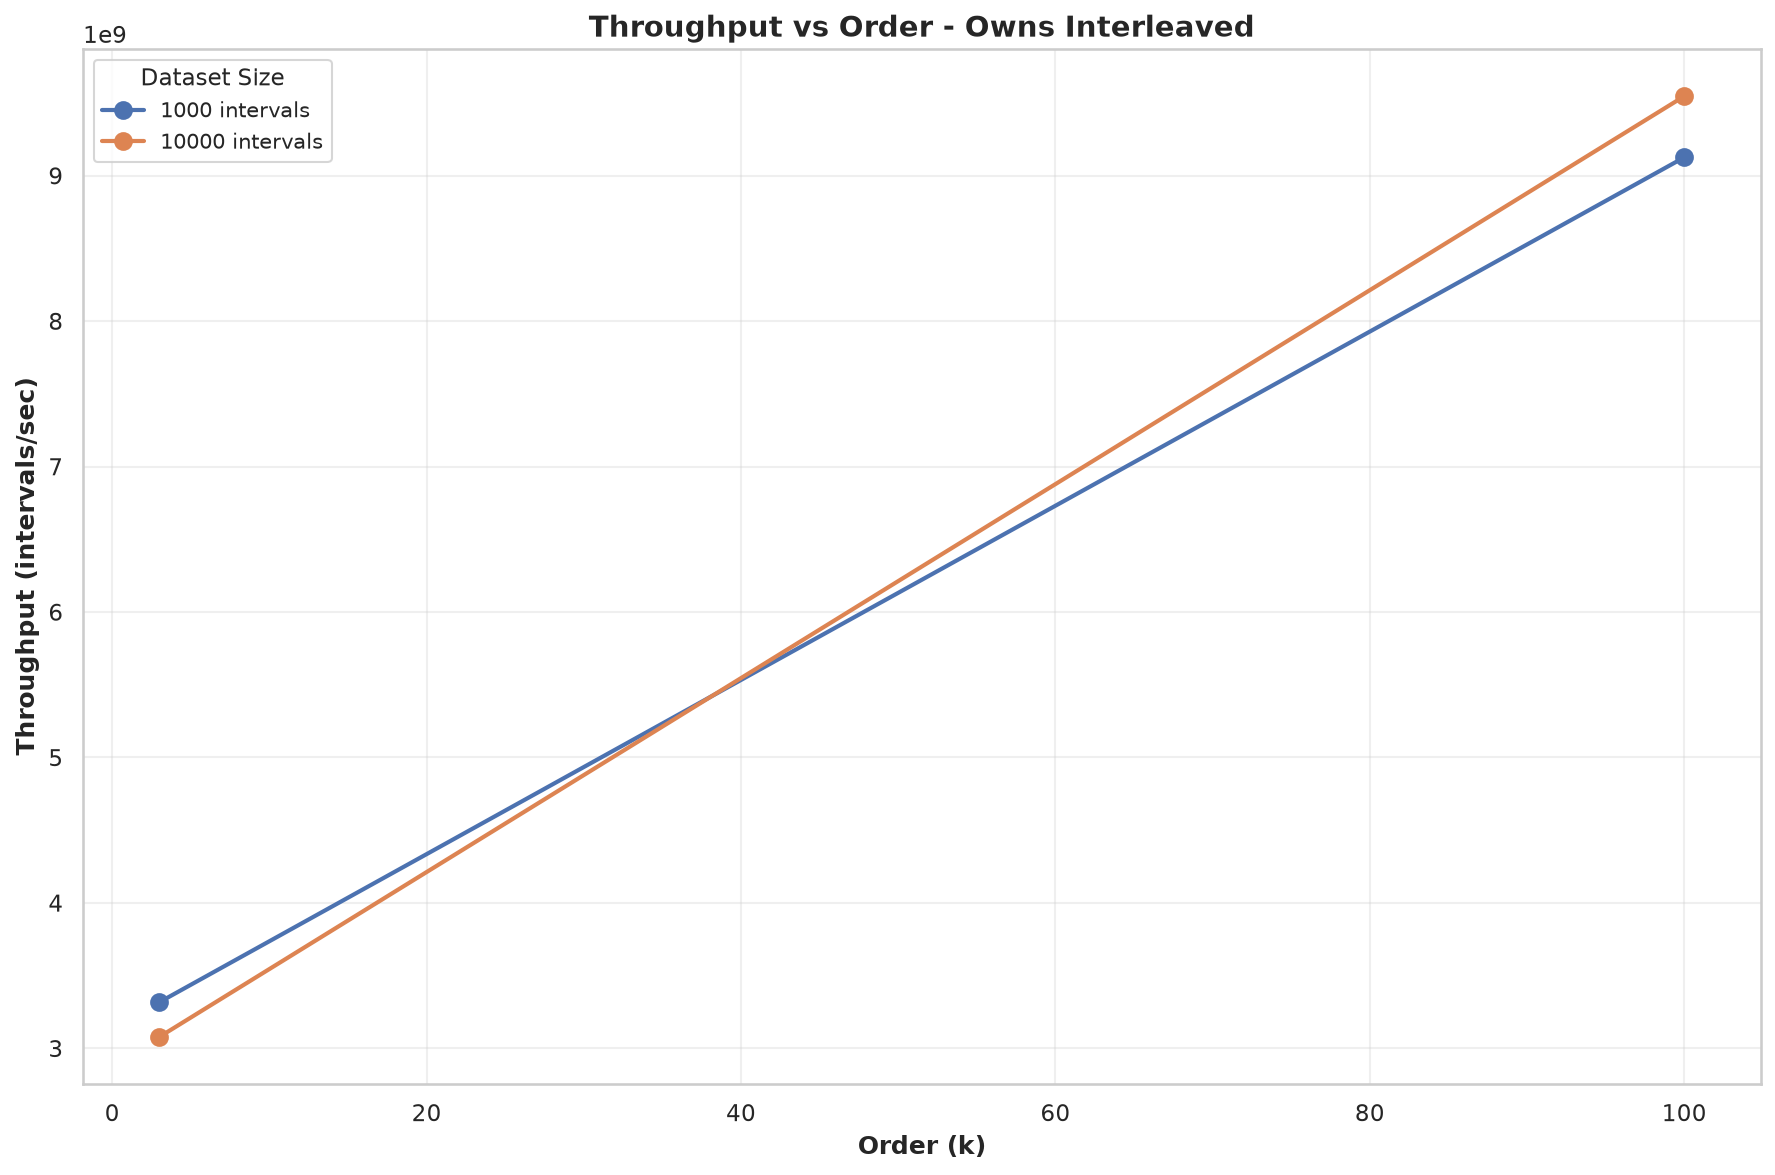 Throughput vs Order - Owns Interleaved
1e9
Dataset Size
1000 intervals
10000 intervals
9
8
7
6
5
4
3
Throughput (intervals/sec)
0 20 40 60 80 100
Order (k)